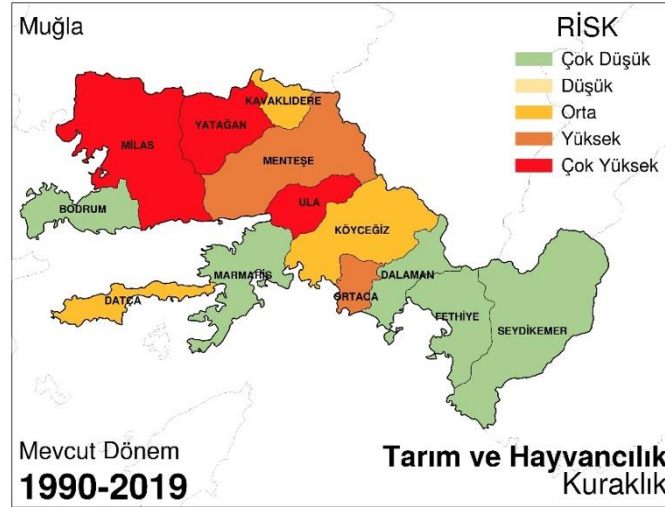 Muğla
RİSK
Çok Düşük
Düşük
Orta
Yüksek
Çok Yüksek
KAVAKLIDERE
YATAĞAN
MİLAS
MENTEŞE
ULA
BODRUM
KÖYCEĞİZ
MARMARİS
DALAMAN
DATÇA
ORTACA
FETHİYE
SEYDİKEMER
Mevcut Dönem
1990-2019
Tarım ve Hayvancılık
Kuraklık